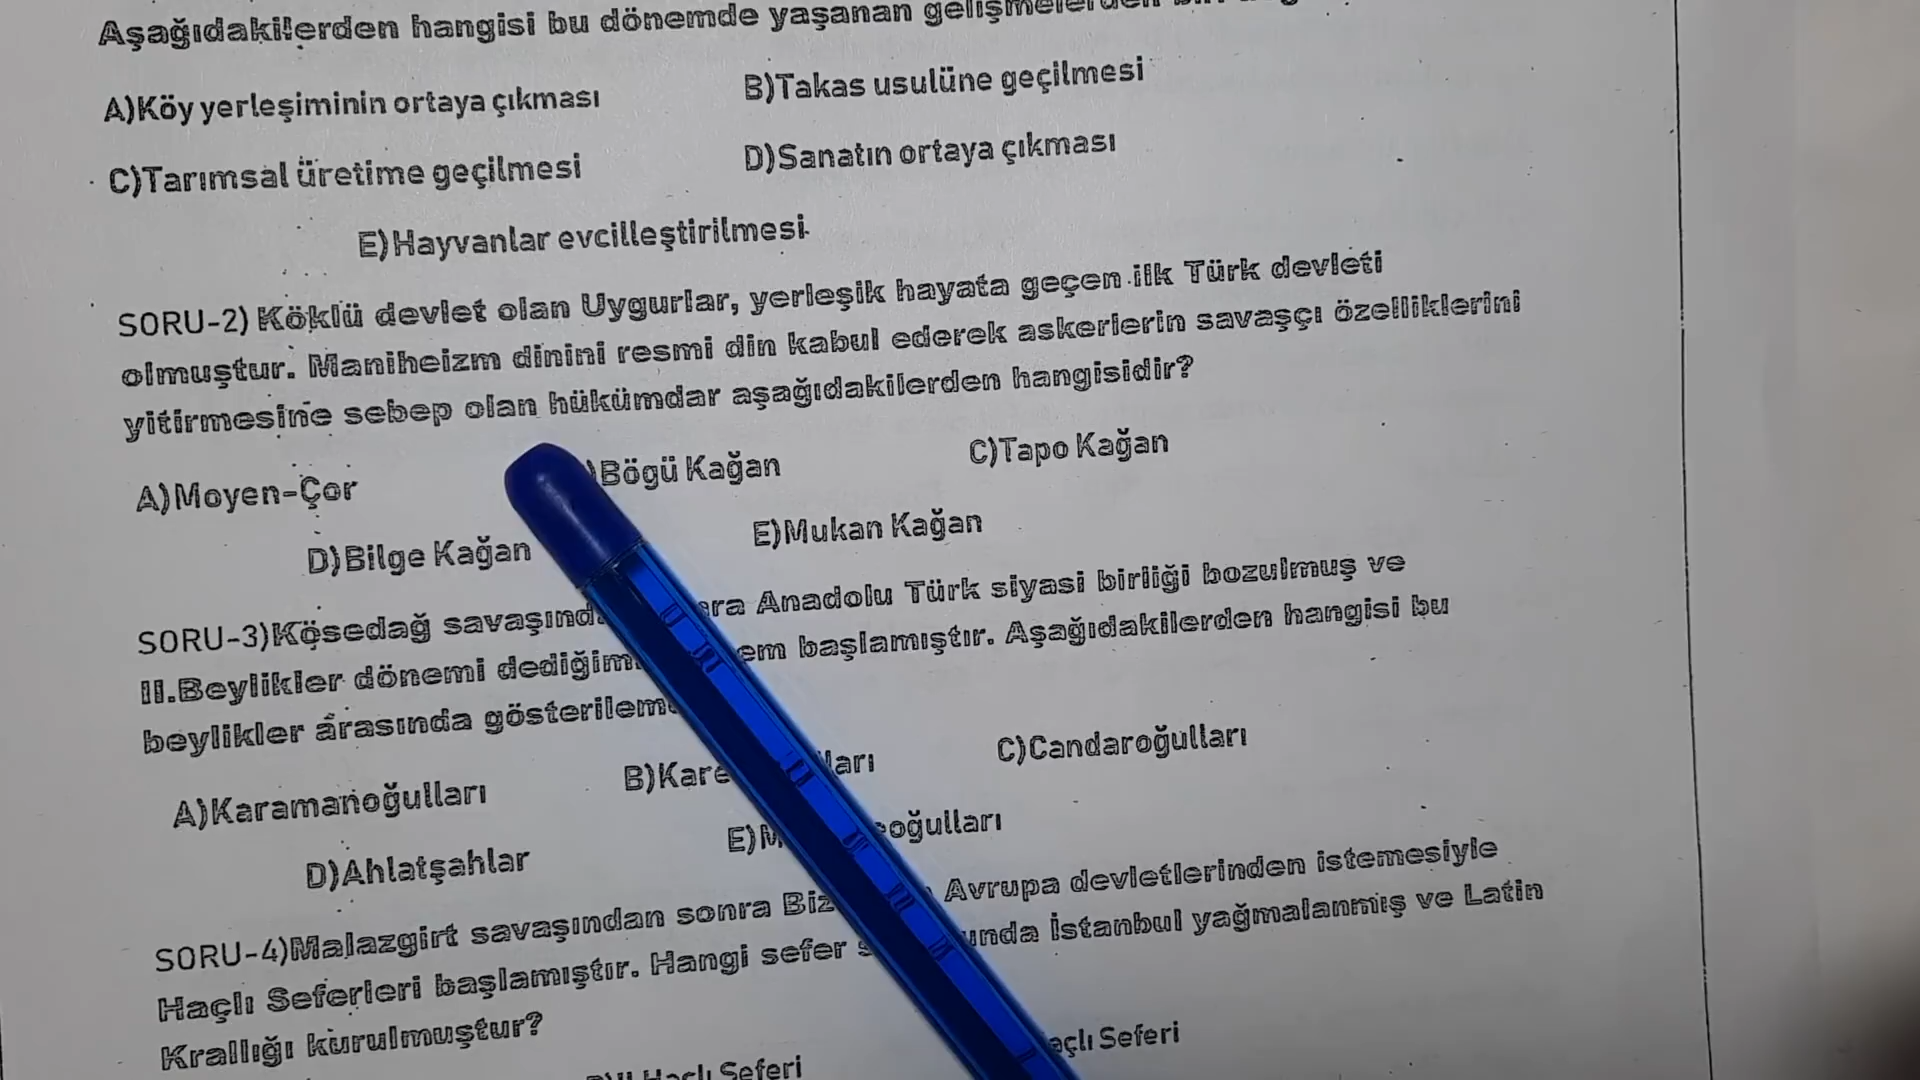 Aşağıdakilerden hangisi bu dönemde yaşanan gelişmelerden
A)Köy yerleşiminin ortaya çıkması B)Takas usulüne geçilmesi
C)Tarımsal üretime geçilmesi D)Sanatın ortaya çıkması
E)Hayvanlar evcilleştirilmesi
SORU-2) Köklü devlet olan Uygurlar, yerleşik hayata geçen ilk Türk devleti
olmuştur. Maniheizm dinini resmi din kabul ederek askerlerin savaşçı özelliklerini
yitirmesine sebep olan hükümdar aşağıdakilerden hangisidir?
A)Moyen-Çor )Bögü Kağan C)Tapo Kağan
D)Bilge Kağan E)Mukan Kağan
SORU-3)Kösedağ savaşınd ra Anadolu Türk siyasi birliği bozulmuş ve
II.Beylikler dönemi dediğim em başlamıştır. Aşağıdakilerden hangisi bu
beylikler arasında gösterilem
A)Karamanoğulları B)Kare ları C)Candaroğulları
D)Ahlatşahlar E)M eoğulları
SORU-4)Malazgirt savaşından sonra Biz Avrupa devletlerinden istemesiyle
Haçlı Seferleri başlamıştır. Hangi sefer s unda İstanbul yağmalanmış ve Latin
Krallığı kurulmuştur?
Haçlı Seferi açlı Seferi